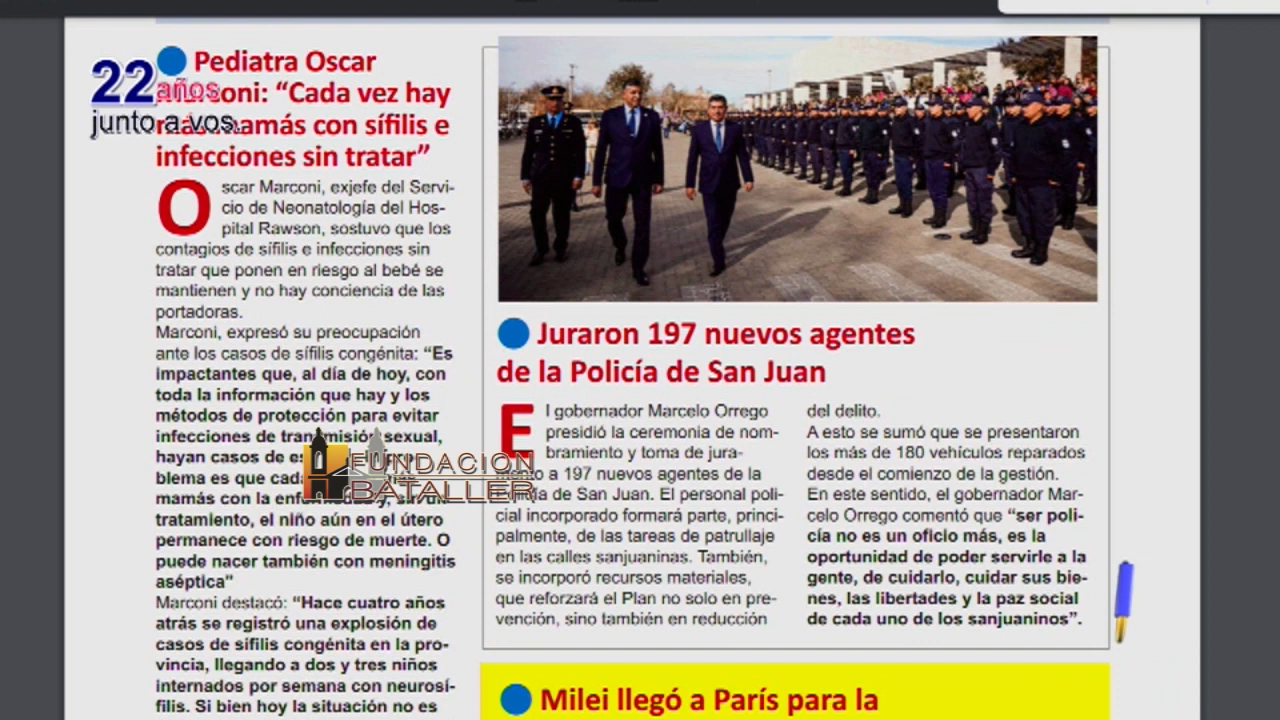 22 años
junto a vos.
Pediatra Oscar
oni: “Cada vez hay
más mamás con sífilis e
infecciones sin tratar”
Oscar Marconi, exjefe del Servi-
cio de Neonatología del Hos-
pital Rawson, sostuvo que los
contagios de sífilis e infecciones sin
tratar que ponen en riesgo al bebé se
mantienen y no hay conciencia de las
portadoras.
Marconi, expresó su preocupación
ante los casos de sífilis congénita: “Es
impactantes que, al día de hoy, con
toda la información que hay y los
métodos de protección para evitar
infecciones de transmisión sexual,
hayan casos de
blema es que cada
mamás con la
tratamiento, el niño aún en el útero
permanece con riesgo de muerte. O
puede nacer también con meningitis
aséptica"
Marcon destacó: “Hace cuatro años
atrás se registró una explosión de
casos de sífilis congénita en la pro-
vincia, llegando a dos y tres niños
internados por semana con neurosí-
filis. Si bien hoy la situación no es
FUNDACION
BATALLER
Juraron 197 nuevos agentes
de la Policía de San Juan
El gobernador Marcelo Orrego
presidió la ceremonia de nom-
bramiento y toma de jura-
mento a 197 nuevos agentes de la
Policía de San Juan. El personal poli-
cial incorporado formará parte, princi-
palmente, de las tareas de patrullaje
en las calles sanjuaninas. También,
se incorporó recursos materiales,
que reforzará el Plan no solo en pre-
vención, sino también en reducción
del delito.
A esto se sumó que se presentaron
los más de 180 vehículos reparados
desde el comienzo de la gestión.
En este sentido, el gobernador Mar-
celo Orrego comentó que “ser poli-
cía no es un oficio más, es la
oportunidad de poder servirle a la
gente, de cuidarlo, cuidar sus bie-
nes, las libertades y la paz social
de cada uno de los sanjuaninos”.
Milei llegó a París para la